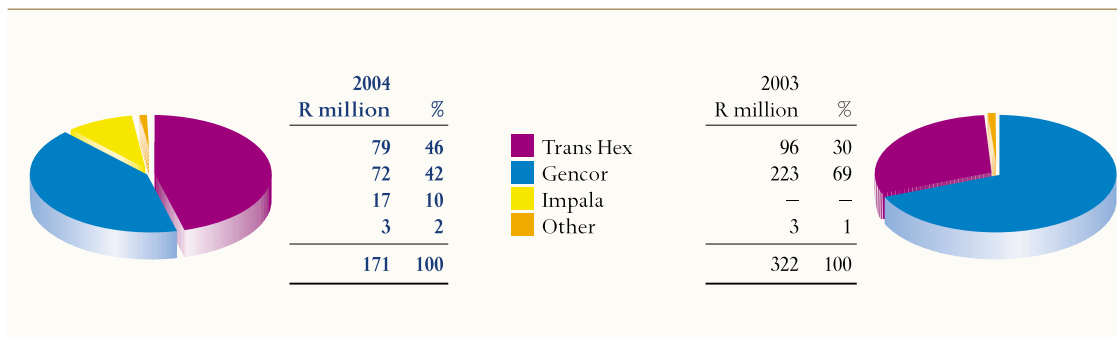 2004 2003
R million % R million %
79 46 Trans Hex 96 30
72 42 Gencor 223 69
17 10 Impala – –
3 2 Other 3 1
171 100 322 100